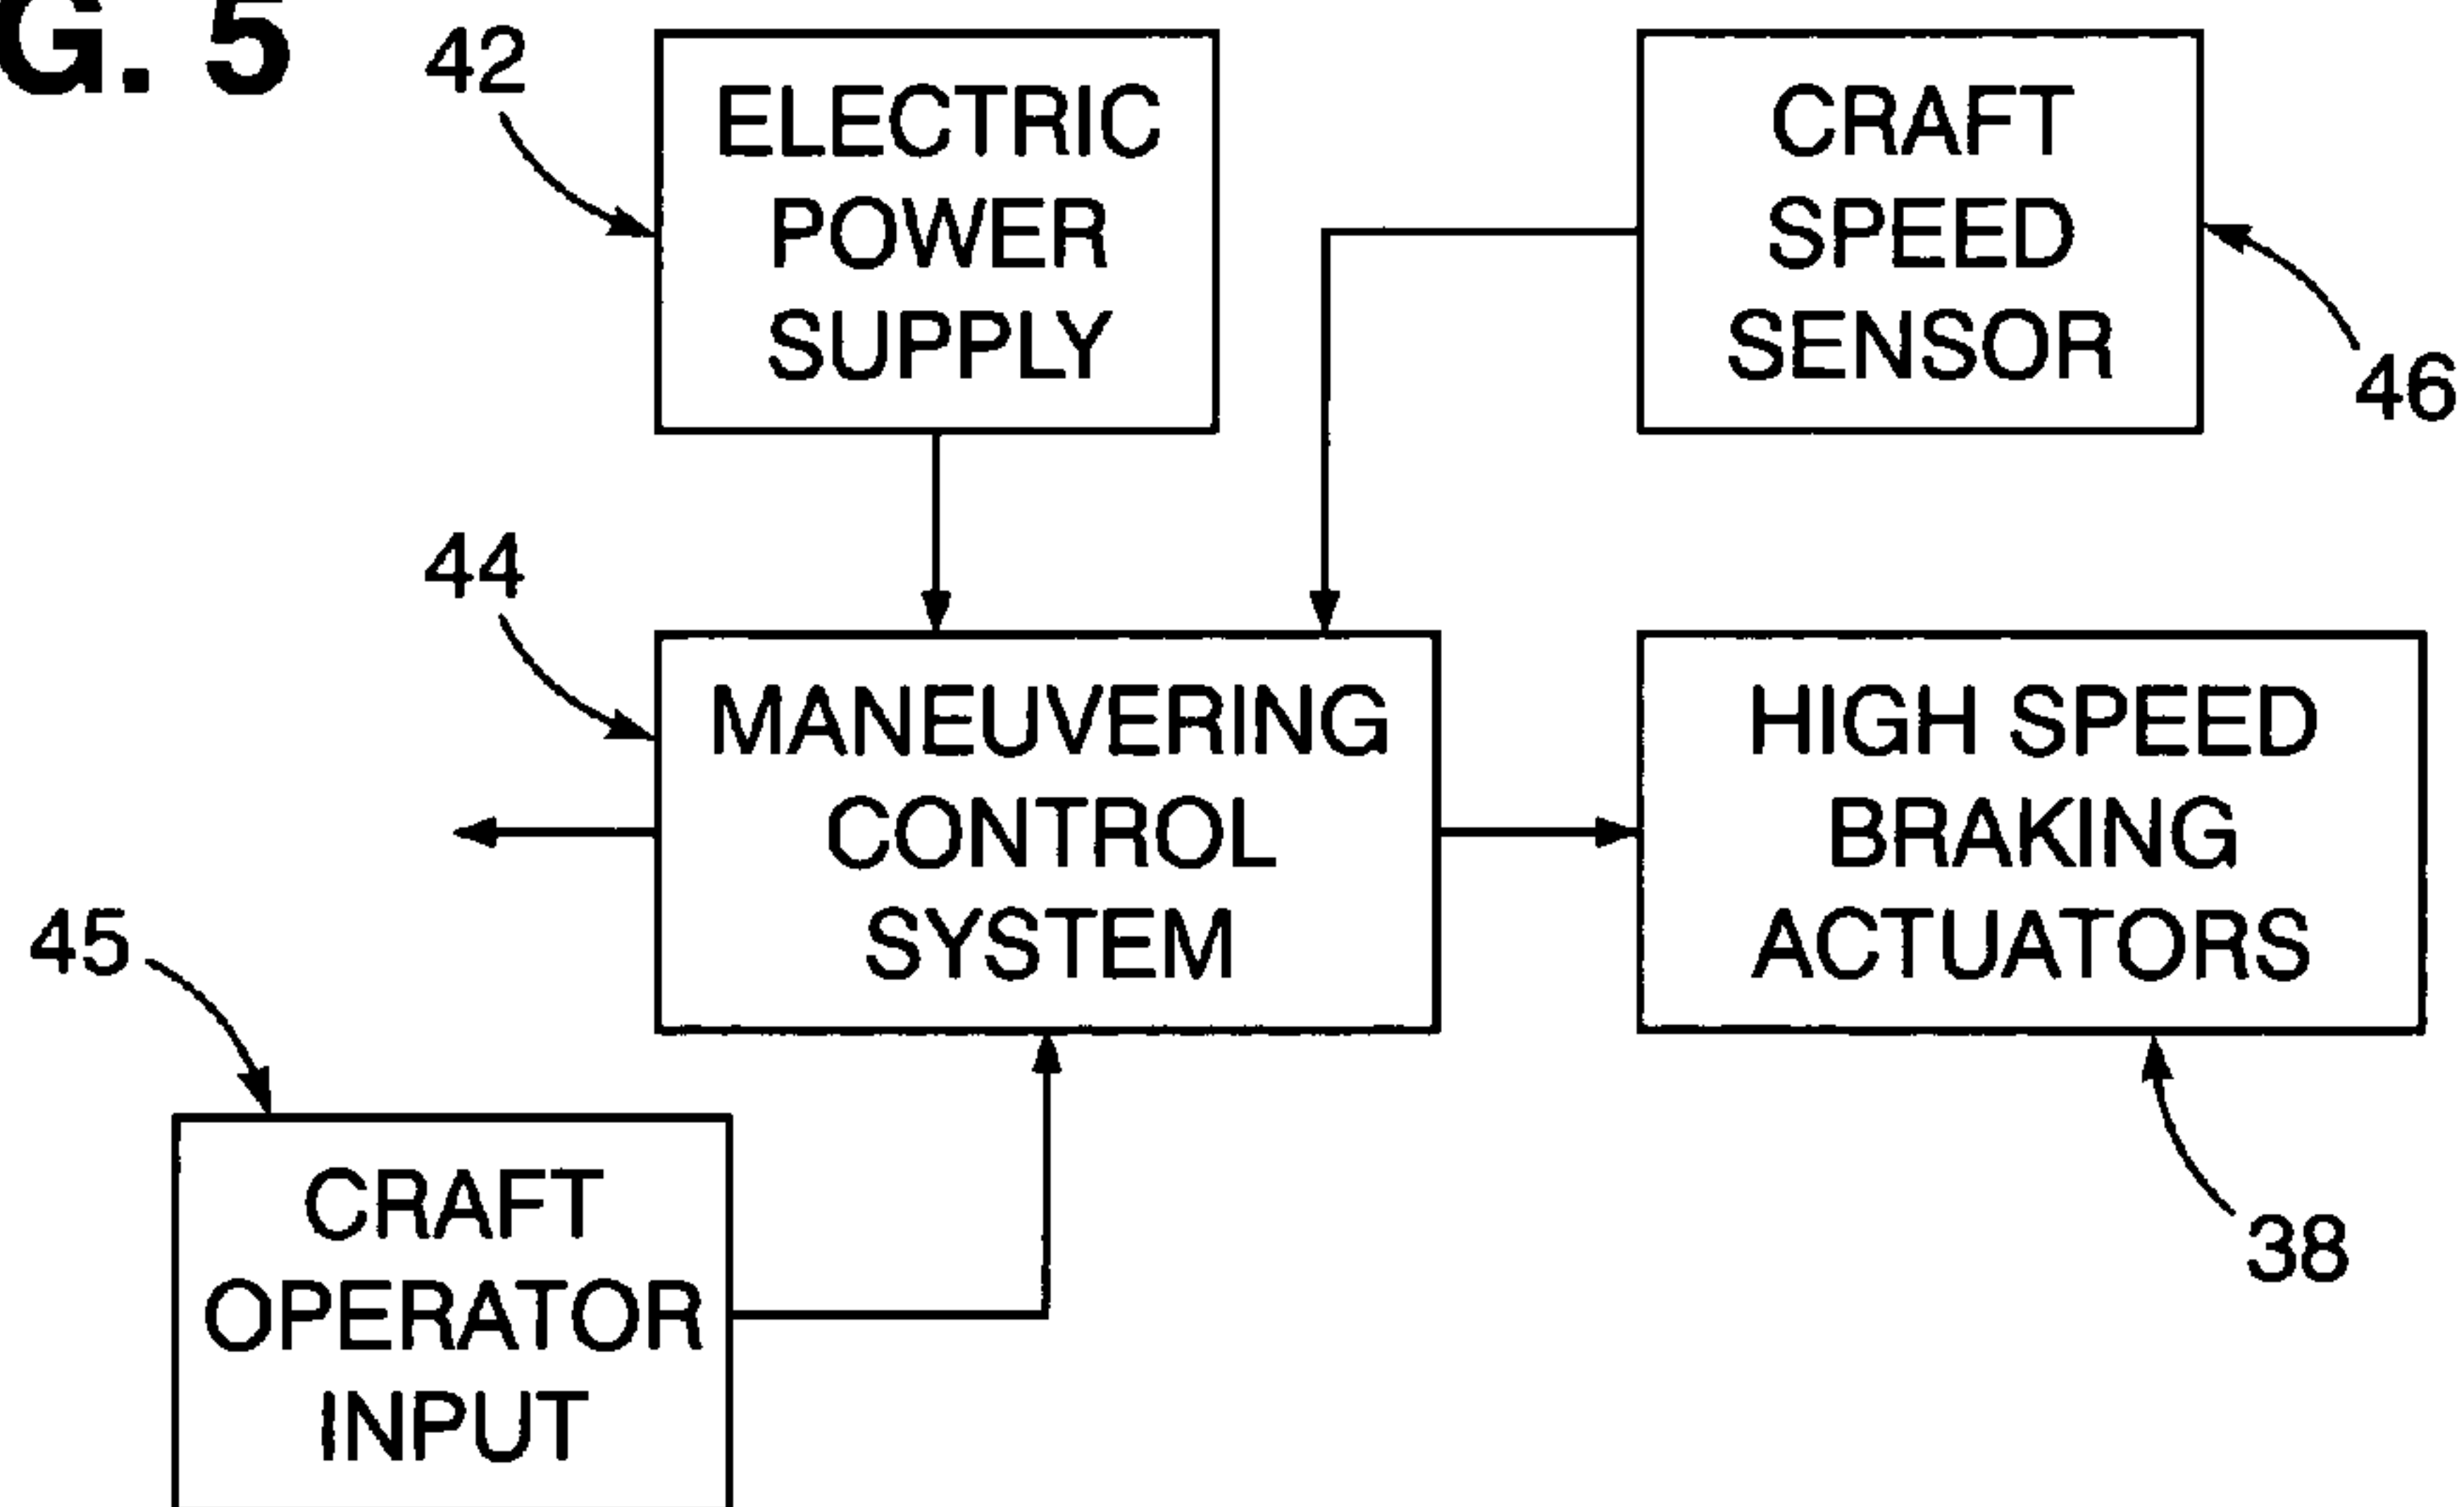 G. 5
42
ELECTRIC
POWER
SUPPLY
CRAFT
SPEED
SENSOR
46
44
MANEUVERING
CONTROL
SYSTEM
HIGH SPEED
BRAKING
ACTUATORS
45
38
CRAFT
OPERATOR
INPUT